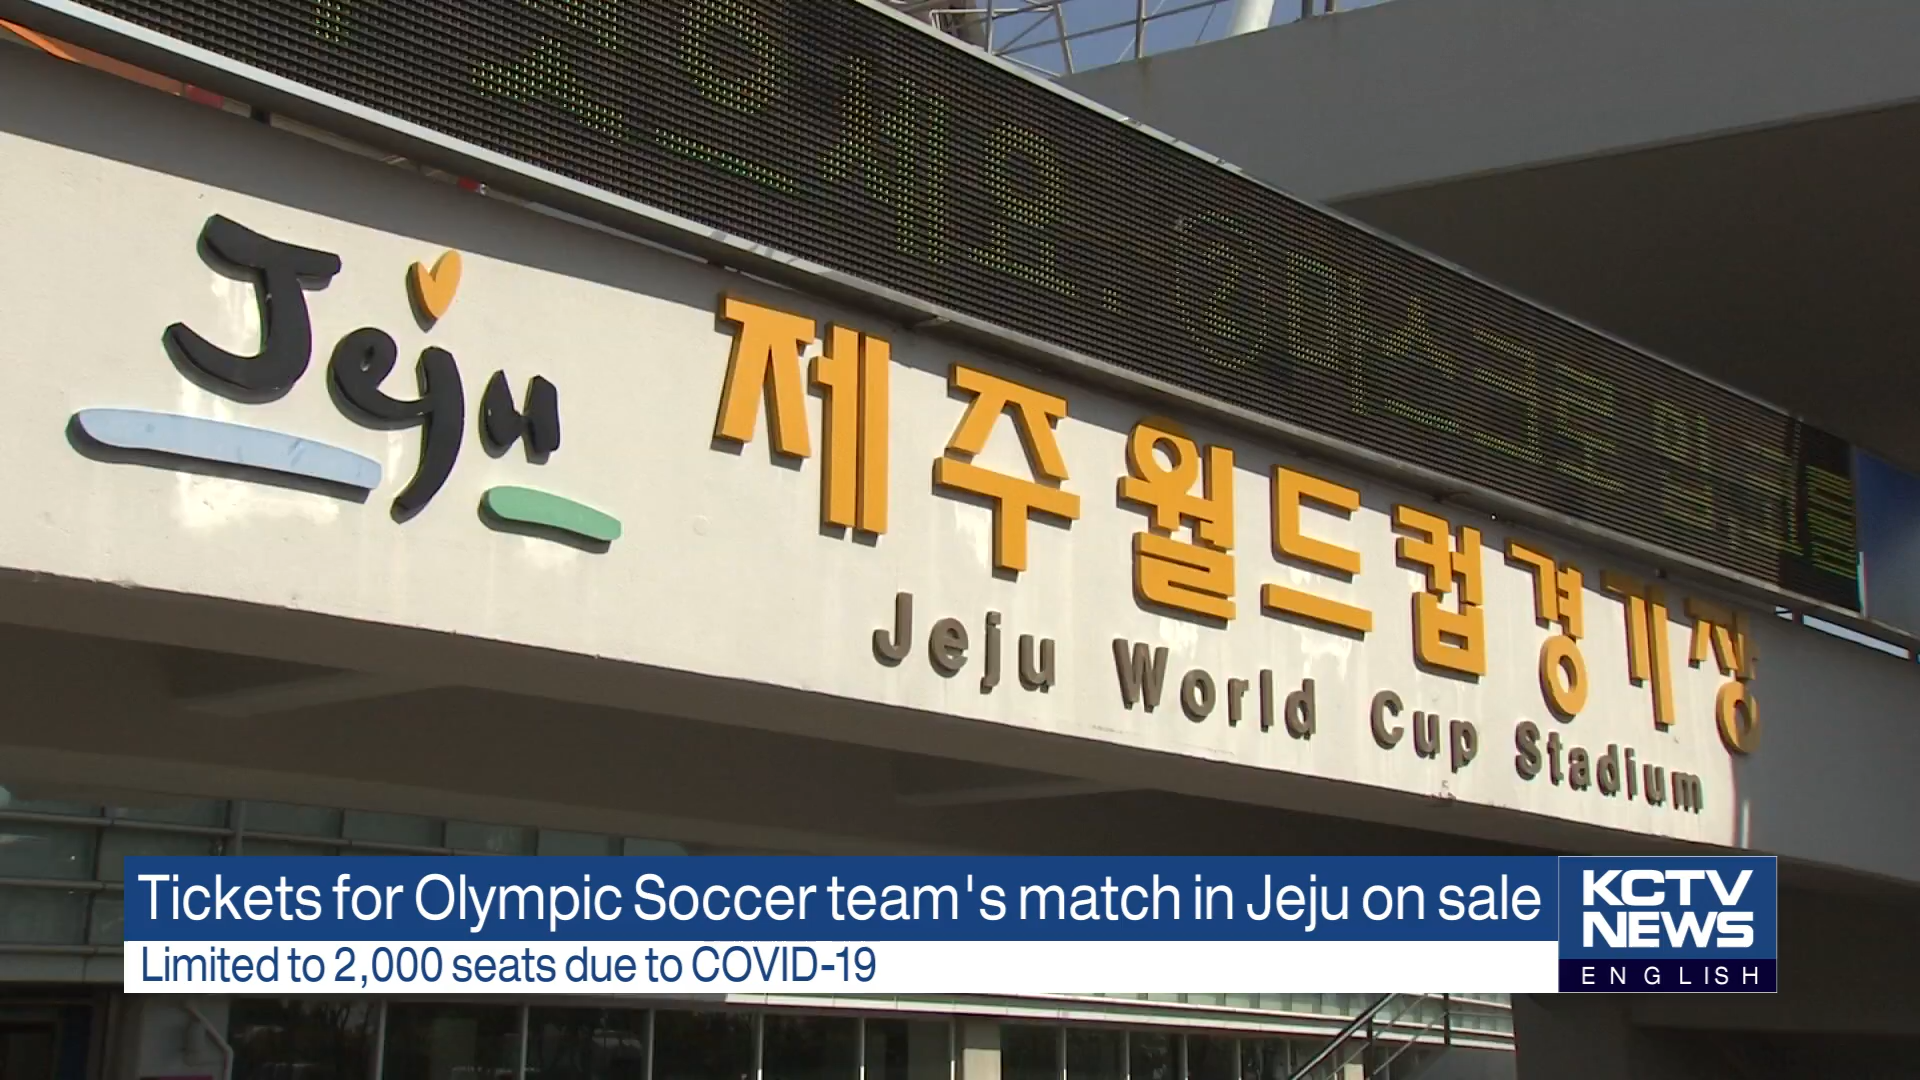 Jeju
제주월드컵경기장
Jeju World Cup Stadium
Tickets for Olympic Soccer team's match in Jeju on sale
Limited to 2,000 seats due to COVID-19
KCTV
NEWS
ENGLISH